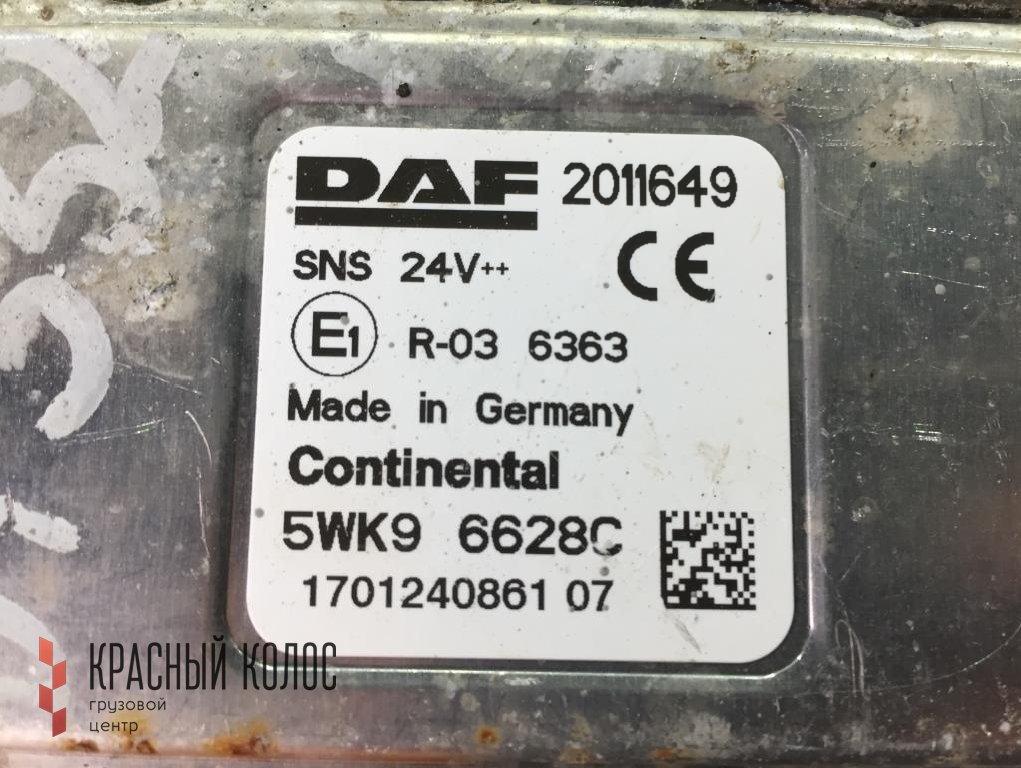 DAF 2011649
SNS 24V++
CE
E1 R-03 6363
Made in Germany
Continental
5WK9 6628C
1701240861 07
КРАСНЫЙ КОЛОС
грузовой
центр